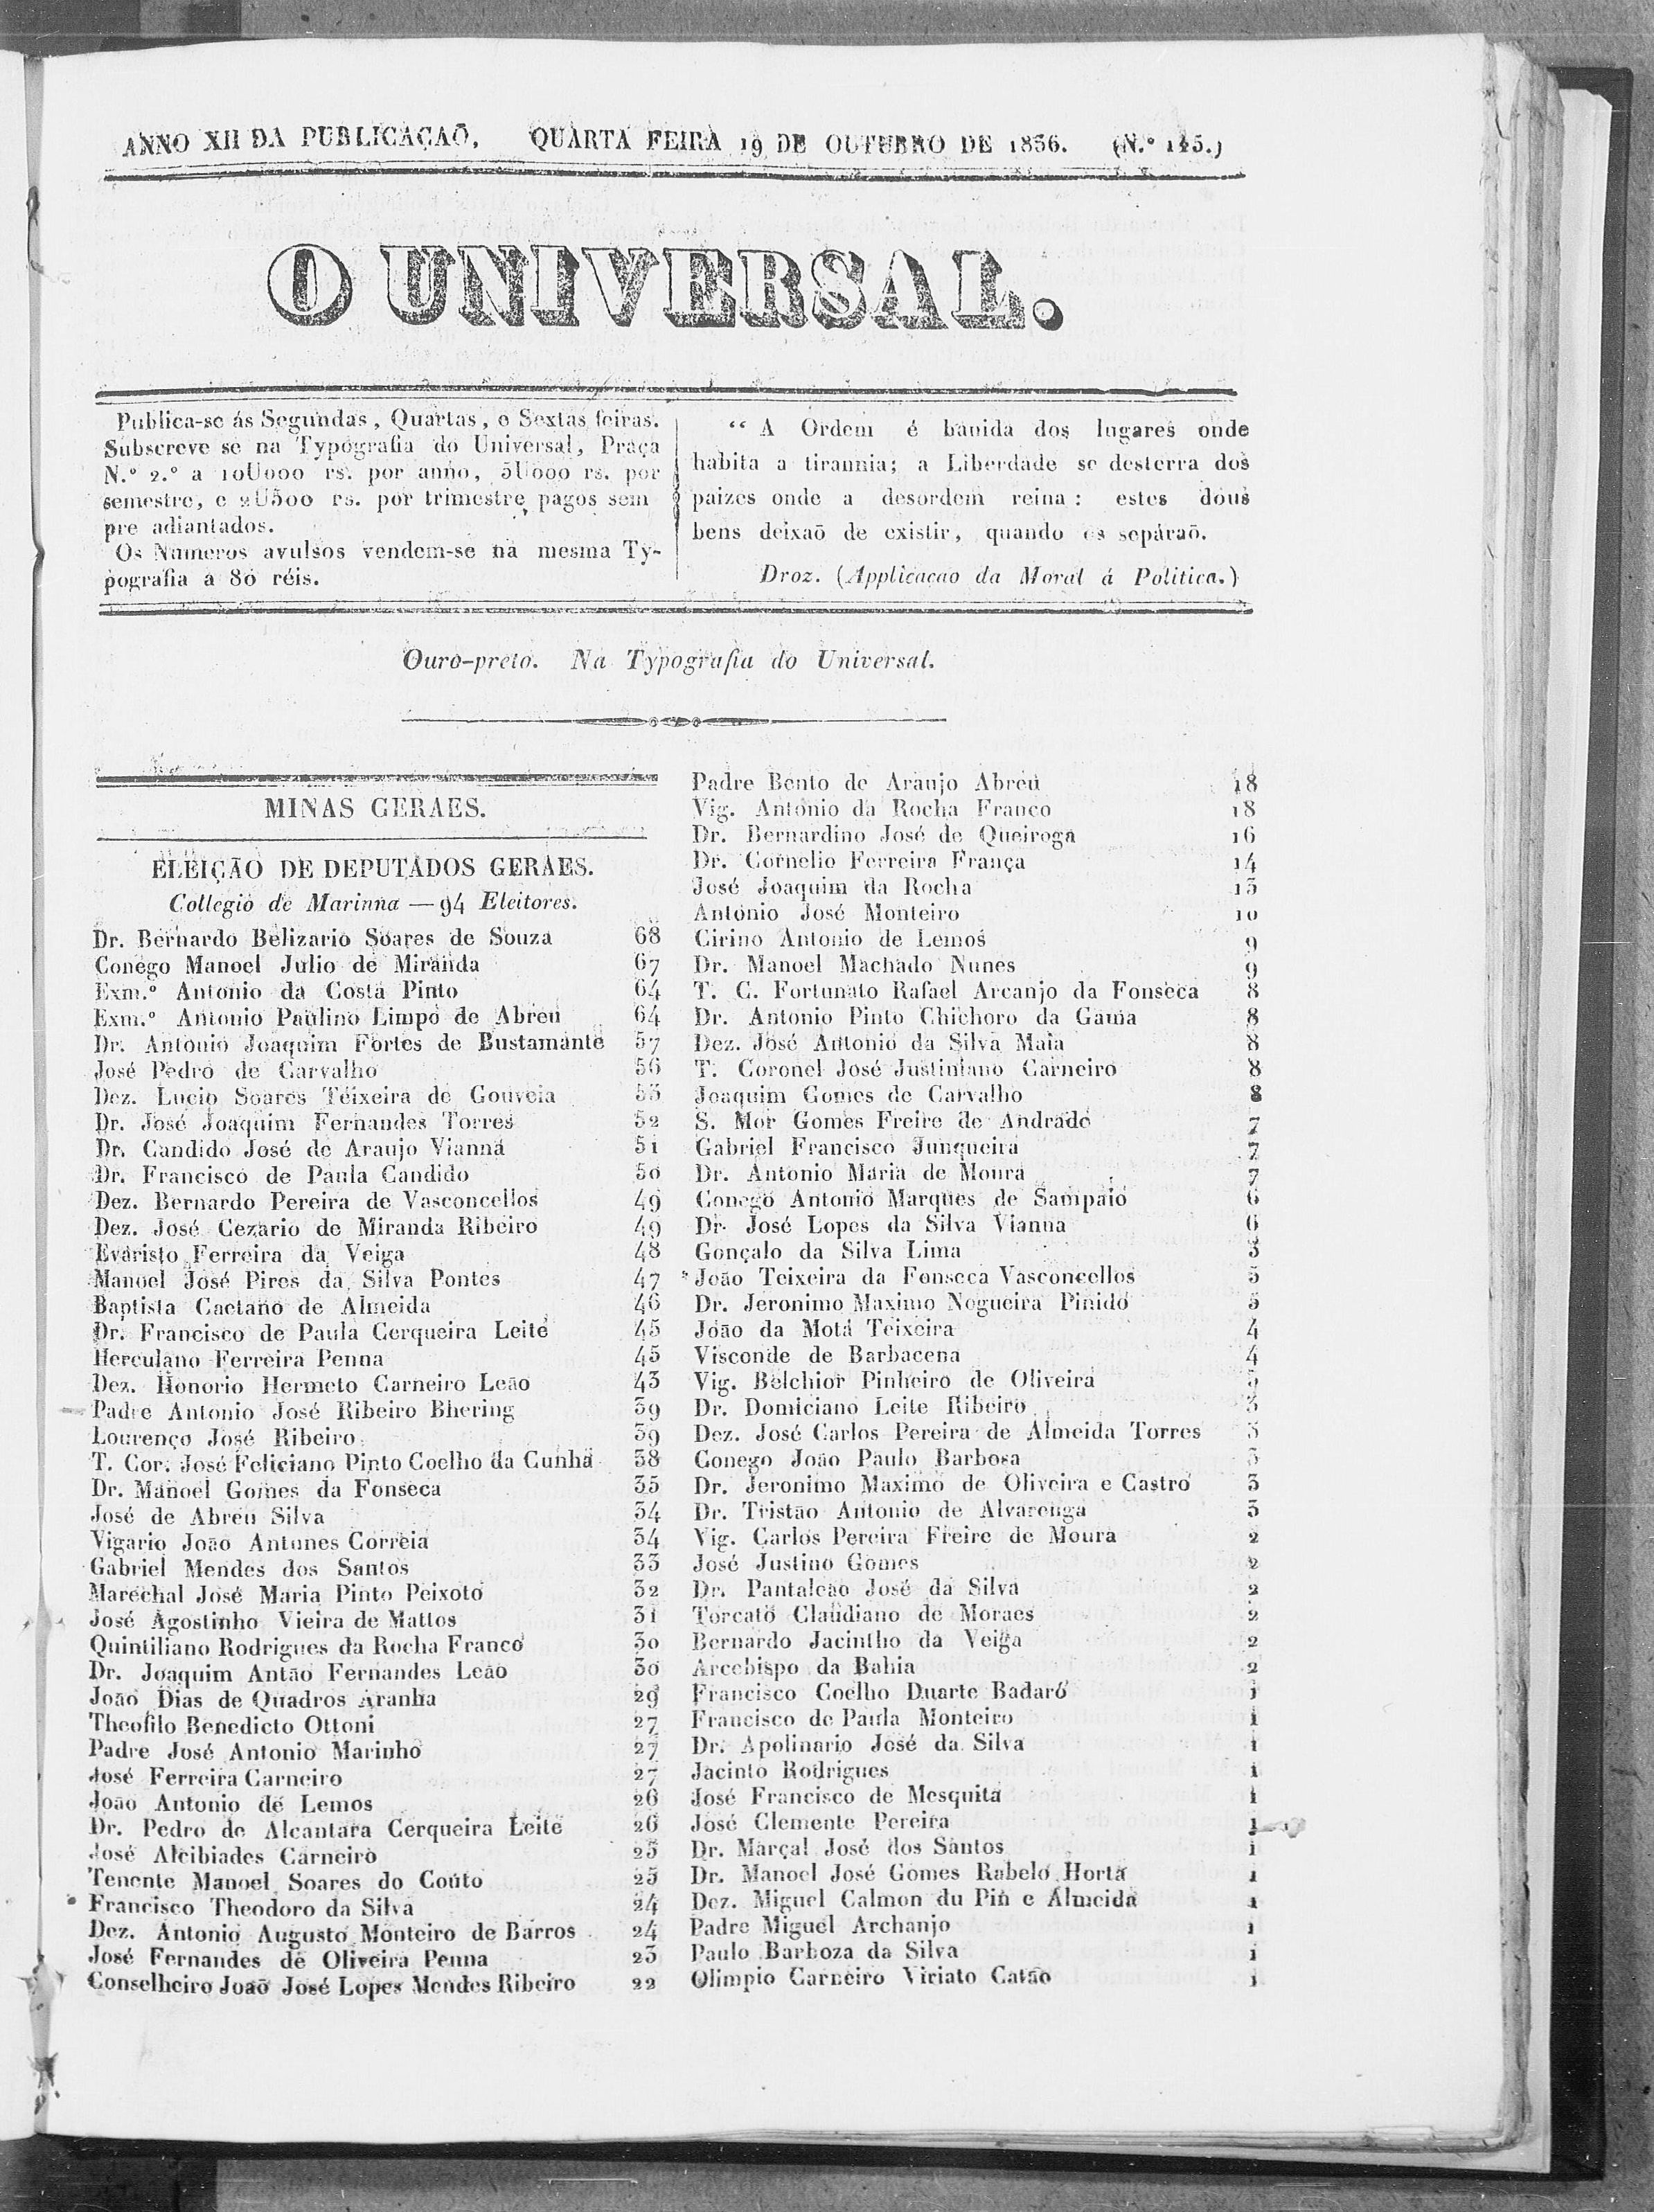 ANNO XII DA PUBLICAÇAÕ, QUARTA FEIRA 19 DE OUTUBRO DE 1836. (N.º 145.)
O UNIVERSAL.
Publica-se ás Segundas, Quartas, e Sextas feiras.
Subscreve se na Typografia do Universal, Praça
N.º 2.º a 10U000 rs. por anno, 5U000 rs. por
semestre, e 2U500 rs. por trimestre pagos sem
pre adiantados.
Os Numeros avulsos vendem-se na mesma Ty-
pografia a 80 réis.
“ A Ordem é banida dos lugares onde
habita a tirannia; a Liberdade se desterra dos
paizes onde a desordem reina: estes dous
bens deixaõ de existir, quando os sepáraõ.
Droz. (Applicacao da Moral á Politica.)
Ouro-preto. Na Typografia do Universal.
MINAS GERAES.
ELEIÇÃO DE DEPUTADOS GERAES.
Collegio de Marinna — 94 Eleitores.
Dr. Bernardo Belizario Soares de Souza 68
Conego Manoel Julio de Miranda 67
Exm.º Antonio da Costa Pinto 64
Exm.º Antonio Paulino Limpo de Abreu 64
Dr. Antonio Joaquim Fortes de Bustamante 57
José Pedro de Carvalho 56
Dez. Lucio Soares Teixeira de Gouveia 53
Dr. José Joaquim Fernandes Torres 52
Dr. Candido José de Araujo Vianna 51
Dr. Francisco de Paula Candido 50
Dez. Bernardo Pereira de Vasconcellos 49
Dez. José Cezario de Miranda Ribeiro 49
Evaristo Ferreira da Veiga 48
Manoel José Pires da Silva Pontes 47
Baptista Caetano de Almeida 46
Dr. Francisco de Paula Cerqueira Leite 45
Herculano Ferreira Penna 45
Dez. Honorio Hermeto Carneiro Leão 43
Padre Antonio José Ribeiro Bhering 39
Lourenço José Ribeiro 39
T. Cor. José Feliciano Pinto Coelho da Cunha 38
Dr. Manoel Gomes da Fonseca 35
José de Abreu Silva 34
Vigario João Antunes Correia 34
Gabriel Mendes dos Santos 33
Marechal José Maria Pinto Peixoto 32
José Agostinho Vieira de Mattos 31
Quintiliano Rodrigues da Rocha Franco 30
Dr. Joaquim Antão Fernandes Leão 30
João Dias de Quadros Aranha 29
Theofilo Benedicto Ottoni 27
Padre José Antonio Marinho 27
José Ferreira Carneiro 27
João Antonio de Lemos 26
Dr. Pedro de Alcantara Cerqueira Leite 26
José Alcibiades Carneiro 25
Tenente Manoel Soares do Couto 25
Francisco Theodoro da Silva 24
Dez. Antonio Augusto Monteiro de Barros 24
José Fernandes de Oliveira Penna 23
Conselheiro Joaõ José Lopes Mendes Ribeiro 22
Padre Bento de Araujo Abreu 18
Vig. Antonio da Rocha Franco 18
Dr. Bernardino José de Queiroga 16
Dr. Cornelio Ferreira França 14
José Joaquim da Rocha 13
Antonio José Monteiro 10
Cirino Antonio de Lemos 9
Dr. Manoel Machado Nunes 9
T. C. Fortunato Rafael Arcanjo da Fonseca 8
Dr. Antonio Pinto Chichoro da Gama 8
Dez. José Antonio da Silva Maia 8
T. Coronel José Justiniano Carneiro 8
Joaquim Gomes de Carvalho 8
S. Mor Gomes Freire de Andrade 7
Gabriel Francisco Junqueira 7
Dr. Antonio Maria de Moura 7
Conego Antonio Marques de Sampaio 6
Dr. José Lopes da Silva Vianna 6
Gonçalo da Silva Lima 5
João Teixeira da Fonseca Vasconcellos 5
Dr. Jeronimo Maximo Nogueira Pinido 5
João da Mota Teixeira 4
Visconde de Barbacena 4
Vig. Belchior Pinheiro de Oliveira 3
Dr. Domiciano Leite Ribeiro 3
Dez. José Carlos Pereira de Almeida Torres 3
Conego João Paulo Barbosa 3
Dr. Jeronimo Maximo de Oliveira e Castro 3
Dr. Tristão Antonio de Alvarenga 3
Vig. Carlos Pereira Freire de Moura 2
José Justino Gomes 2
Dr. Pantaleão José da Silva 2
Torcato Claudiano de Moraes 2
Bernardo Jacintho da Veiga 2
Arcebispo da Bahia 2
Francisco Coelho Duarte Badaró 1
Francisco de Paula Monteiro 1
Dr. Apolinario José da Silva 1
Jacinto Rodrigues 1
José Francisco de Mesquita 1
José Clemente Pereira 1
Dr. Marçal José dos Santos 1
Dr. Manoel José Gomes Rabelo Horta 1
Dez. Miguel Calmon du Pin e Almeida 1
Padre Miguel Archanjo 1
Paulo Barboza da Silva 1
Olimpio Carneiro Viriato Catão 1